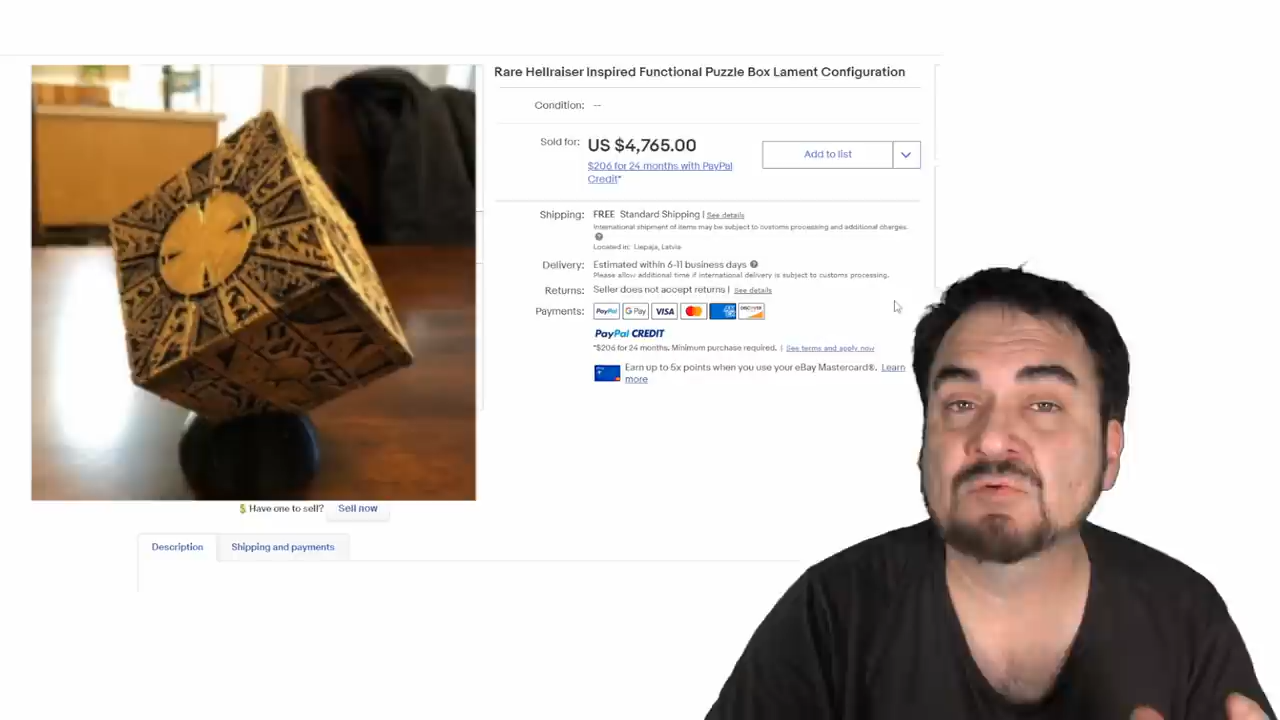 Rare Hellraiser Inspired Functional Puzzle Box Lament Configuration
Condition: --
Sold for: US $4,765.00
Add to list
$206 for 24 months with PayPal
Credit*
Shipping: FREE Standard Shipping | See details
International shipment of items may be subject to customs processing and additional charges.
Located in: Liepaja, Latvia
Delivery: Estimated within 6-11 business days
Please allow additional time if international delivery is subject to customs processing.
Returns: Seller does not accept returns | See details
Payments: PayPal G Pay VISA DISCOVER
PayPal CREDIT
*$206 for 24 months. Minimum purchase required. | See terms and apply now
Earn up to 5x points when you use your eBay Mastercard®. Learn
more
Have one to sell? Sell now
Description
Shipping and payments